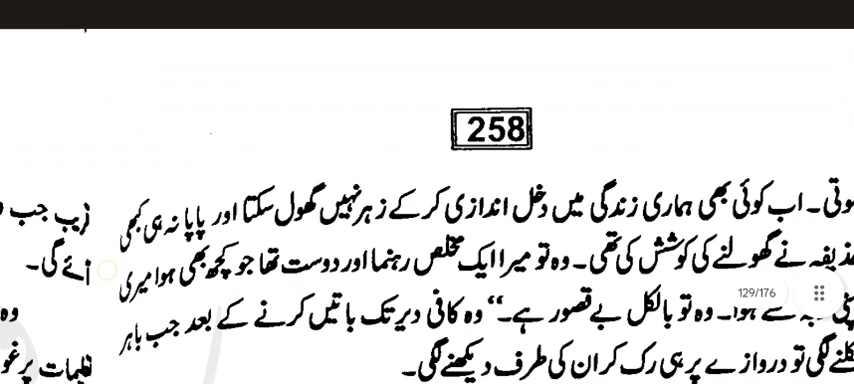 258
ہوتی۔ اب کوئی بھی ہماری زندگی میں دخل اندازی کر کے زہر نہیں گھول سکتا اور پاپا نہ ہی کبھی
حذیفہ نے گھولنے کی کوشش کی تھی۔ وہ تو میرا ایک مخلص رہنما اور دوست تھا جو کچھ بھی ہوا میری
سے ہوا۔ وہ تو بالکل بے قصور ہے۔“ وہ کافی دیر تک باتیں کرنے کے بعد جب باہر
نکلنے لگی تو دروازے پر ہی رک کر ان کی طرف دیکھنے لگی۔
129/176
زیب جب
آئے گی۔
وہ
کلمات پر غو